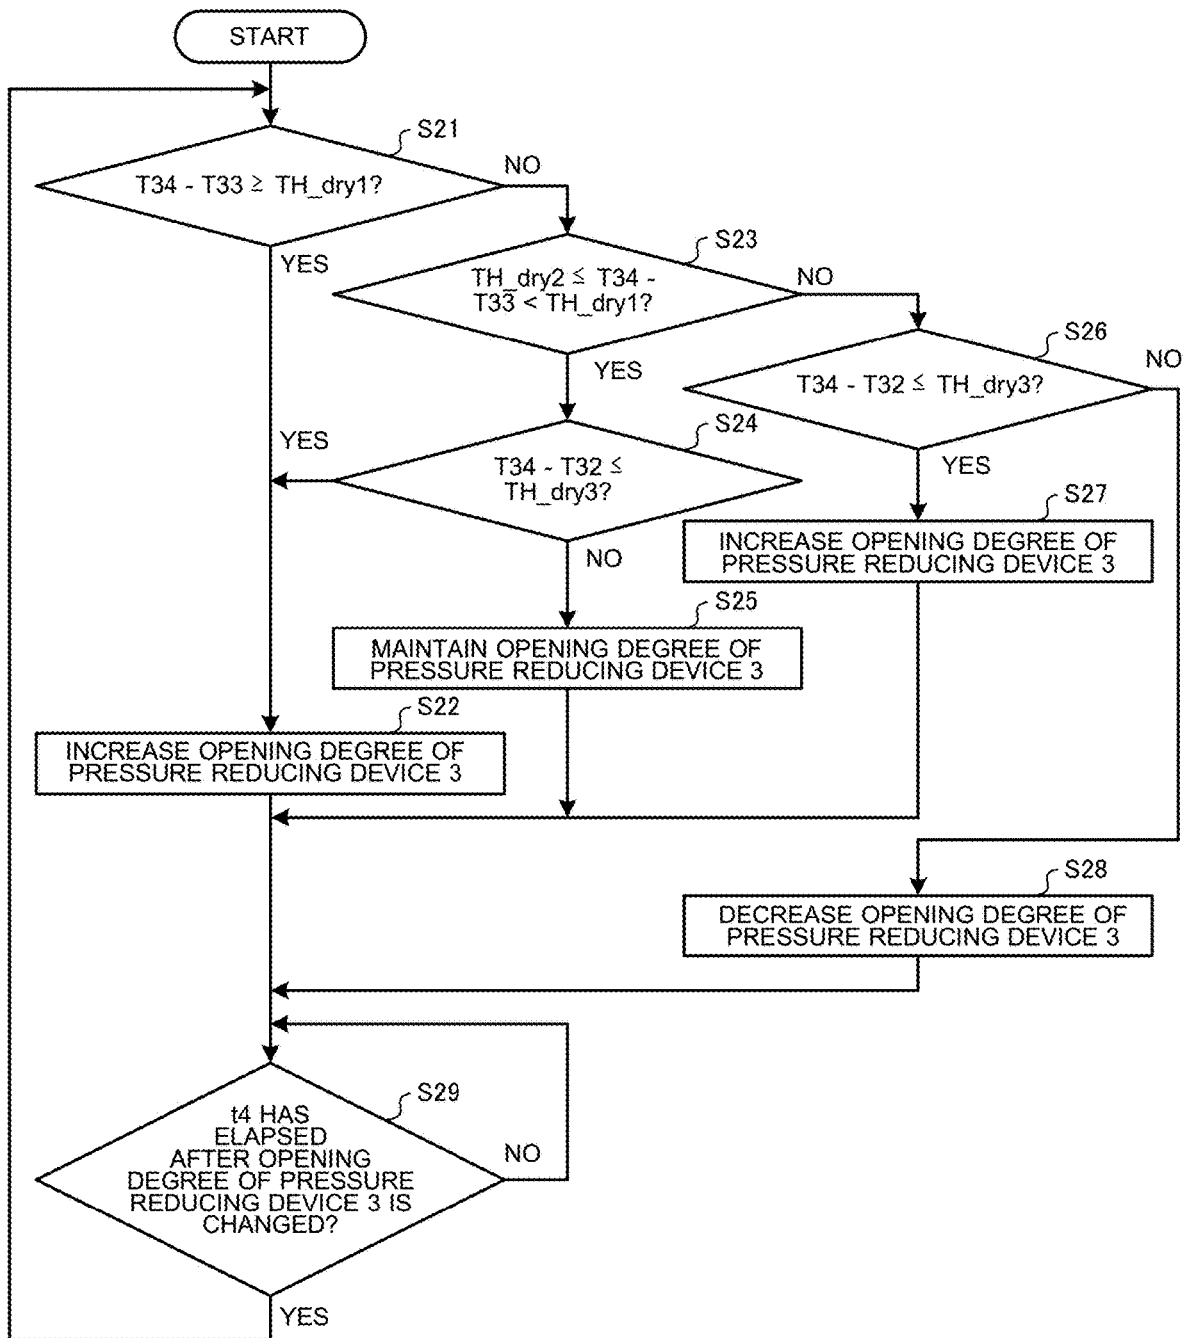 START
S21
T34 - T33 ≧ TH_dry1?
NO
YES
S23
TH_dry2 ≦ T34 -
T33 < TH_dry1?
NO
YES
S26
T34 - T32 ≦ TH_dry3?
NO
YES
S24
T34 - T32 ≦
TH_dry3?
YES
NO
S27
INCREASE OPENING DEGREE OF
PRESSURE REDUCING DEVICE 3
S25
MAINTAIN OPENING DEGREE OF
PRESSURE REDUCING DEVICE 3
S22
INCREASE OPENING DEGREE OF
PRESSURE REDUCING DEVICE 3
S28
DECREASE OPENING DEGREE OF
PRESSURE REDUCING DEVICE 3
S29
t4 HAS
ELAPSED
AFTER OPENING
DEGREE OF PRESSURE
REDUCING DEVICE 3 IS
CHANGED?
NO
YES